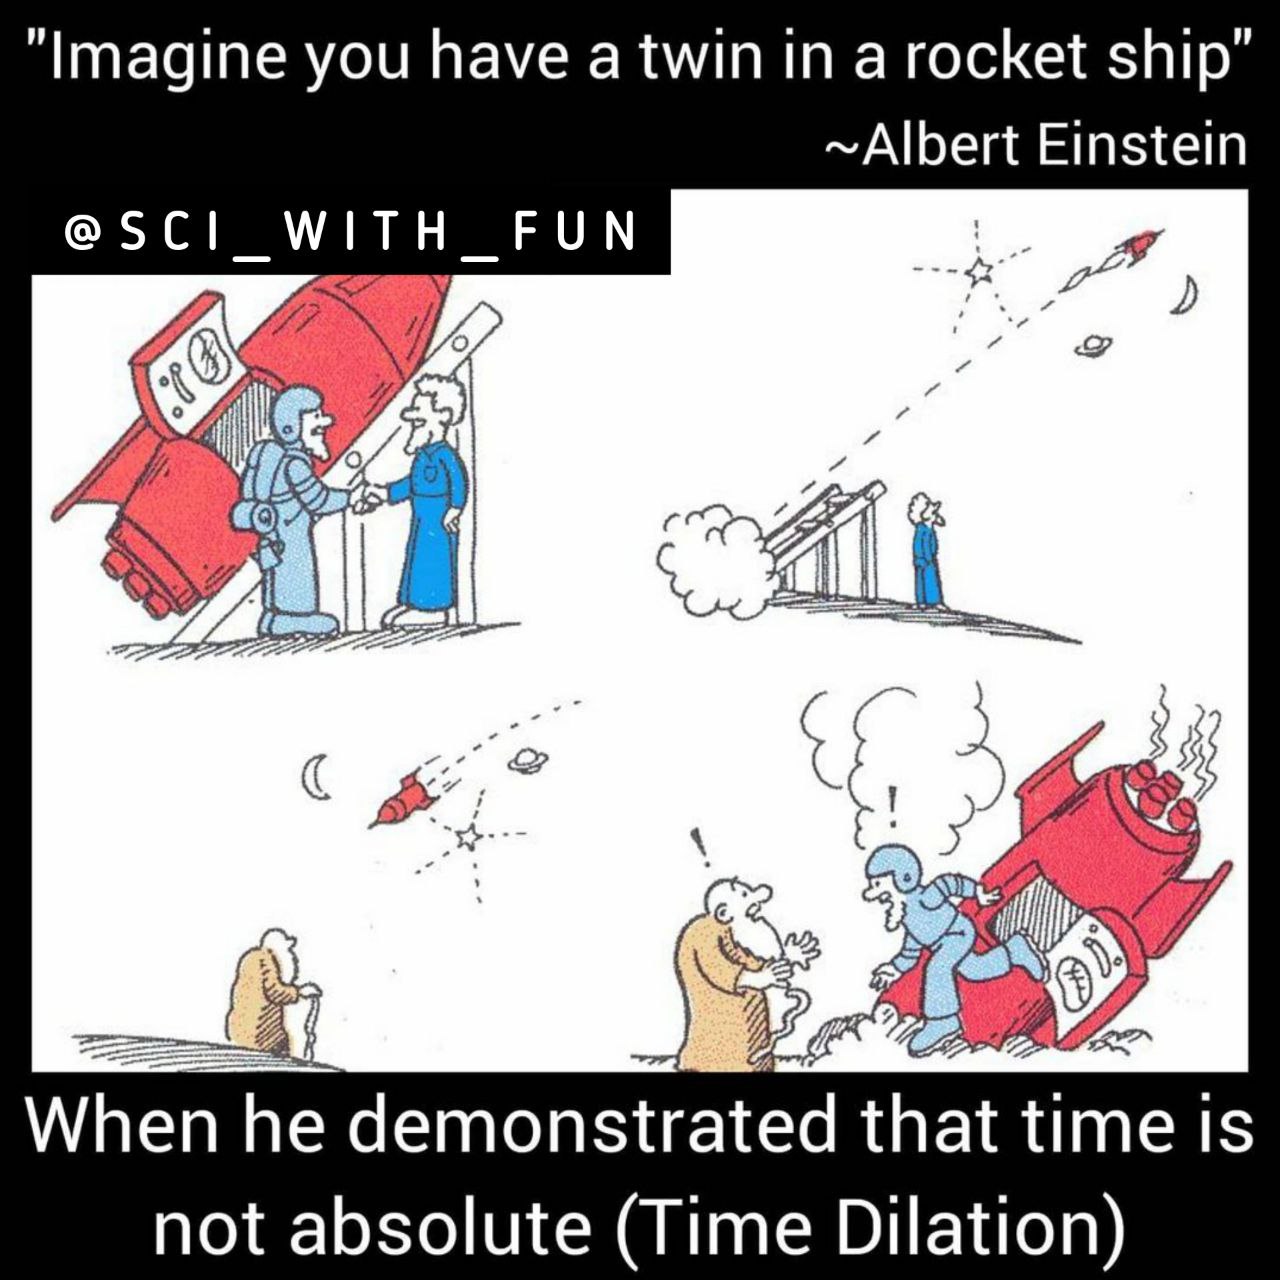 "Imagine you have a twin in a rocket ship"
~Albert Einstein
@SCI_WITH_FUN
!
!
When he demonstrated that time is
not absolute (Time Dilation)